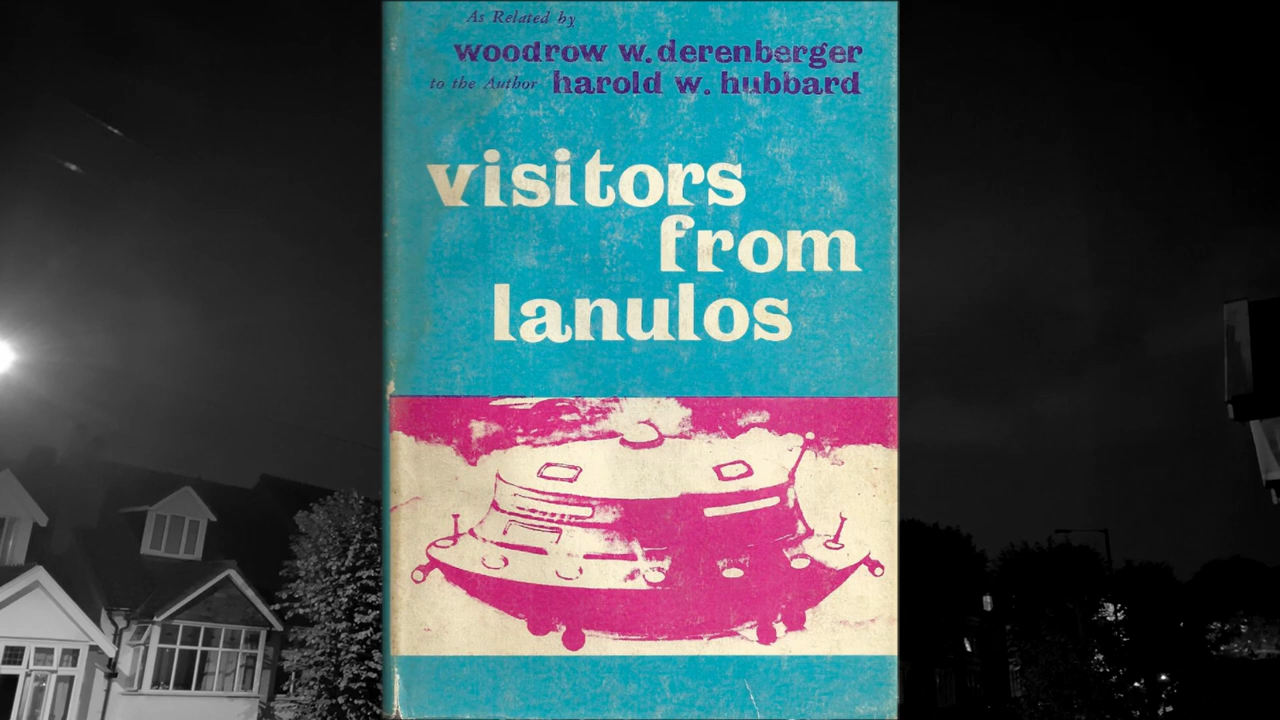 As Related by
woodrow w. derenberger
to the Author harold w. hubbard
visitors
from
lanulos